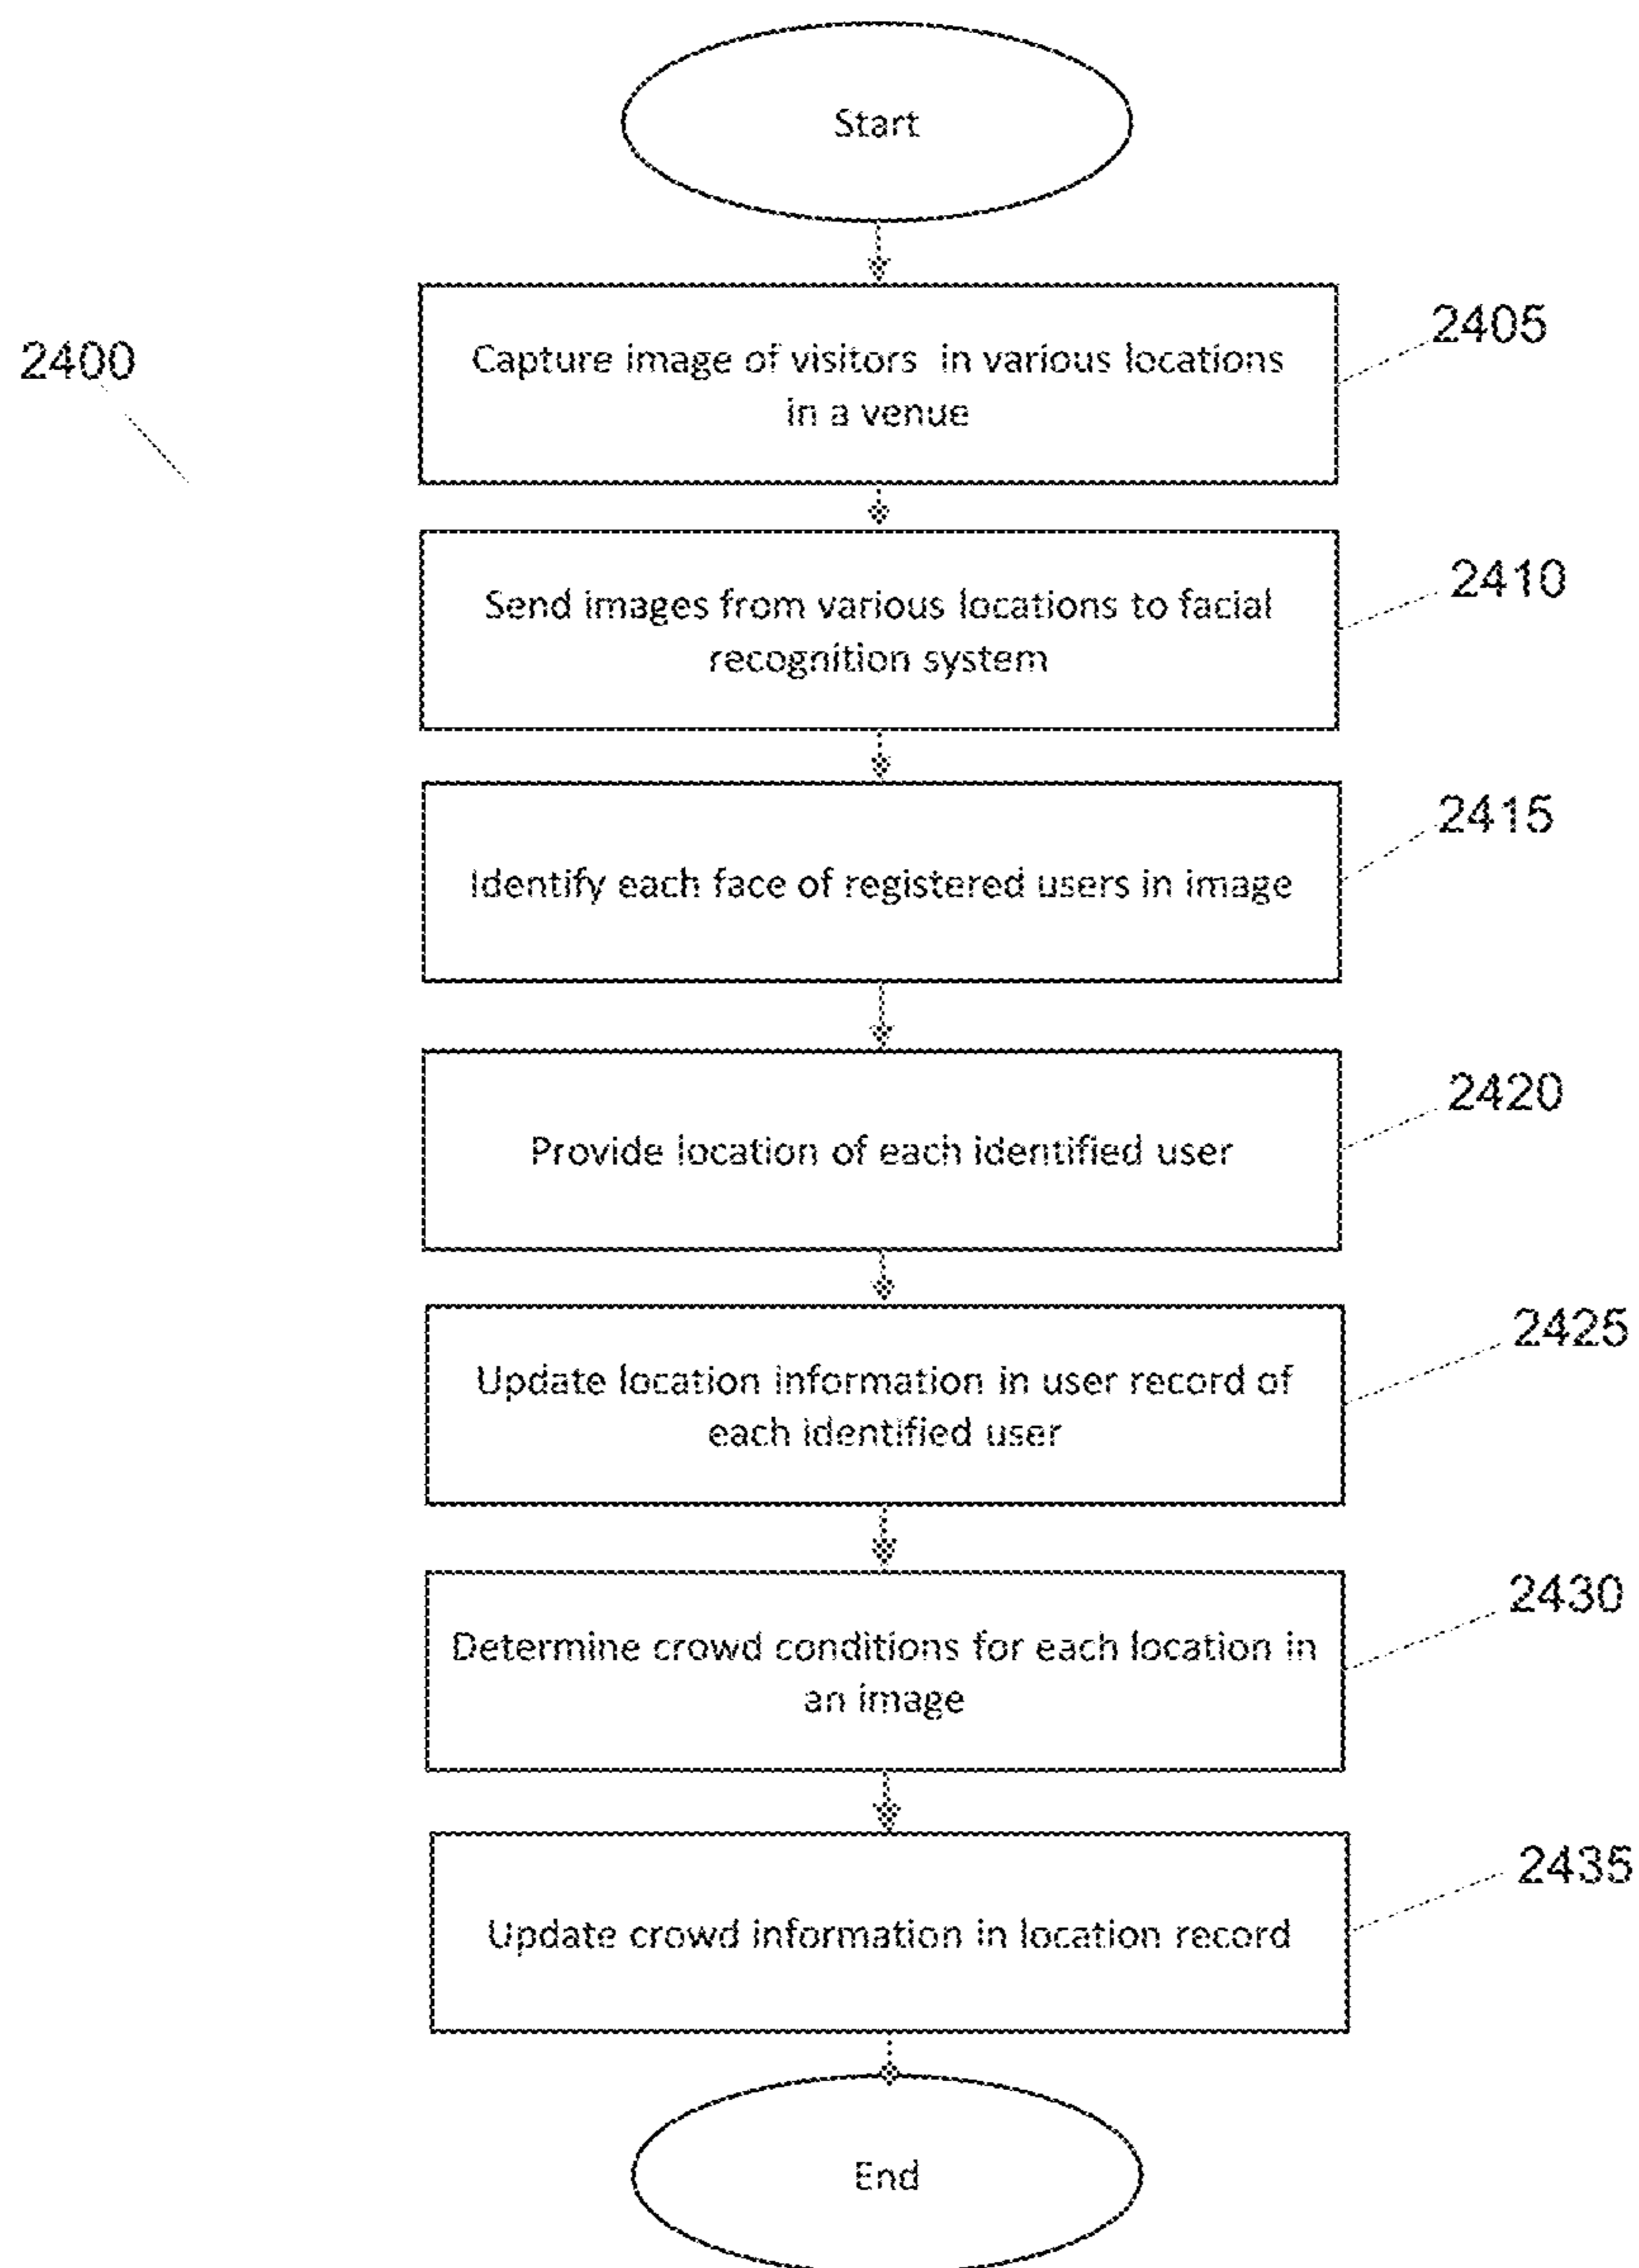 Start
2400
Capture image of visitors in various locations
in a venue
2405
Send images from various locations to facial
recognition system
2410
Identify each face of registered users in image
2415
Provide location of each identified user
2420
Update location information in user record of
each identified user
2425
Determine crowd conditions for each location in
an image
2430
Update crowd information in location record
2435
End